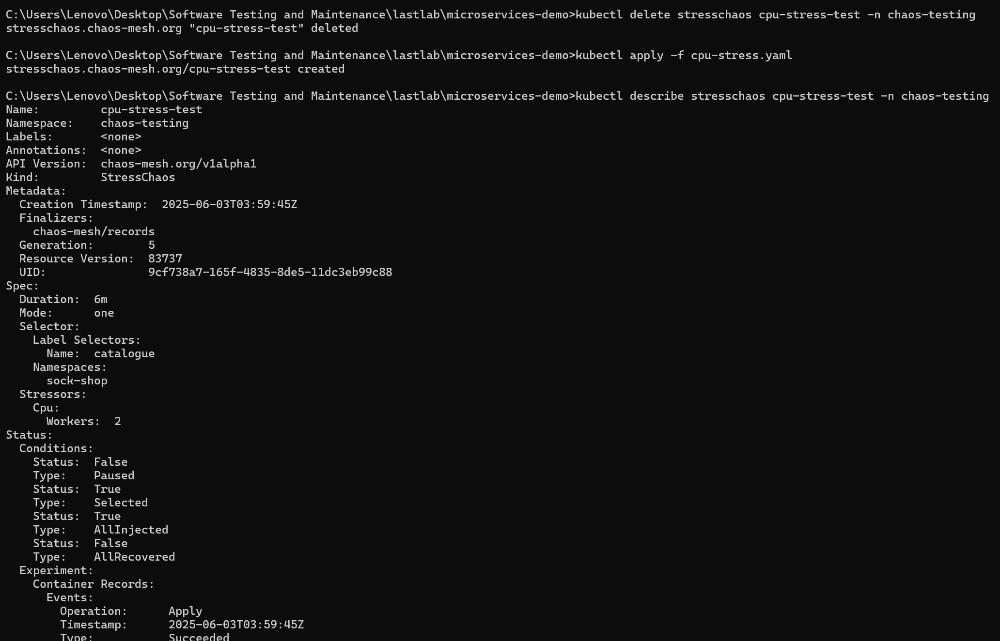 C:\Users\Lenovo\Desktop\Software Testing and Maintenance\lastlab\microservices-demo>kubectl delete stresschaos cpu-stress-test -n chaos-testing
stresschaos.chaos-mesh.org "cpu-stress-test" deleted
C:\Users\Lenovo\Desktop\Software Testing and Maintenance\lastlab\microservices-demo>kubectl apply -f cpu-stress.yaml
stresschaos.chaos-mesh.org/cpu-stress-test created
C:\Users\Lenovo\Desktop\Software Testing and Maintenance\lastlab\microservices-demo>kubectl describe stresschaos cpu-stress-test -n chaos-testing
Name:         cpu-stress-test
Namespace:    chaos-testing
Labels:       <none>
Annotations:  <none>
API Version:  chaos-mesh.org/v1alpha1
Kind:         StressChaos
Metadata:
  Creation Timestamp:  2025-06-03T03:59:45Z
  Finalizers:
    chaos-mesh/records
  Generation:        5
  Resource Version:  83737
  UID:               9cf738a7-165f-4835-8de5-11dc3eb99c88
Spec:
  Duration:  6m
  Mode:      one
  Selector:
    Label Selectors:
      Name:  catalogue
    Namespaces:
      sock-shop
  Stressors:
    Cpu:
      Workers:  2
Status:
  Conditions:
    Status:  False
    Type:    Paused
    Status:  True
    Type:    Selected
    Status:  True
    Type:    AllInjected
    Status:  False
    Type:    AllRecovered
  Experiment:
    Container Records:
      Events:
        Operation:      Apply
        Timestamp:      2025-06-03T03:59:45Z
        Type:           Succeeded